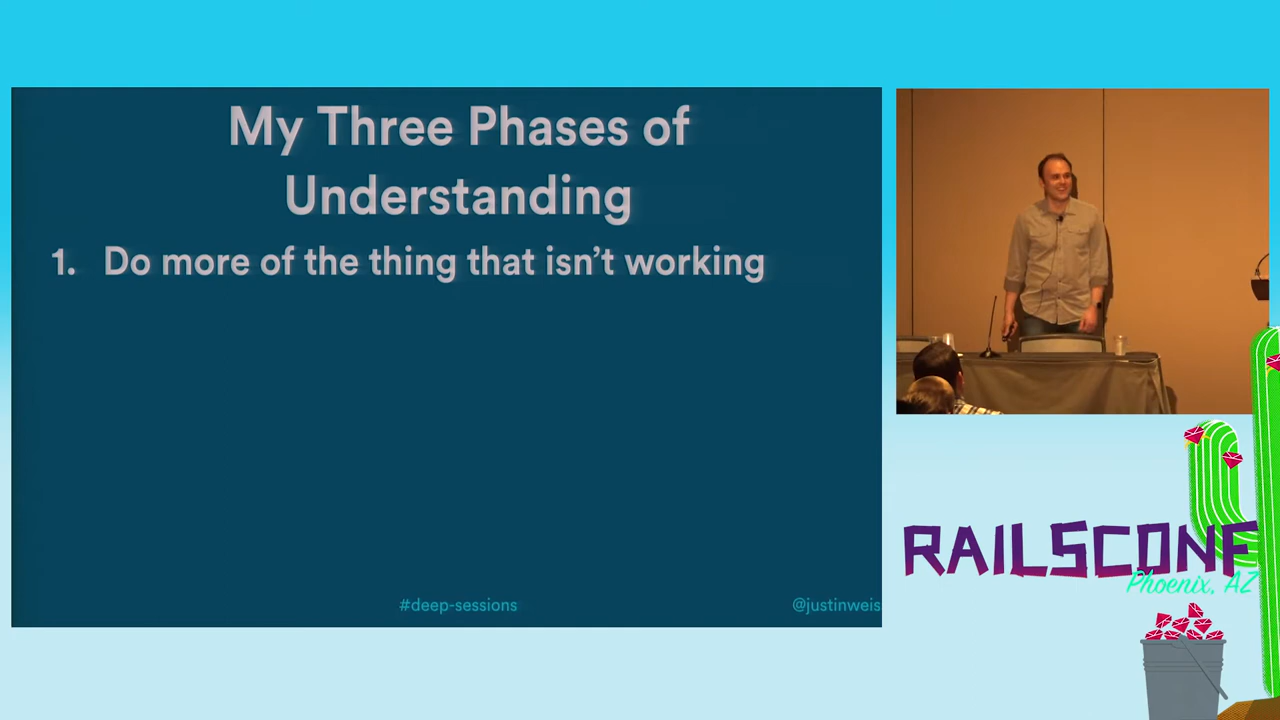 My Three Phases of
Understanding
1. Do more of the thing that isn’t working
#deep-sessions
@justinweis
RAILSCONF
Phoenix, AZ